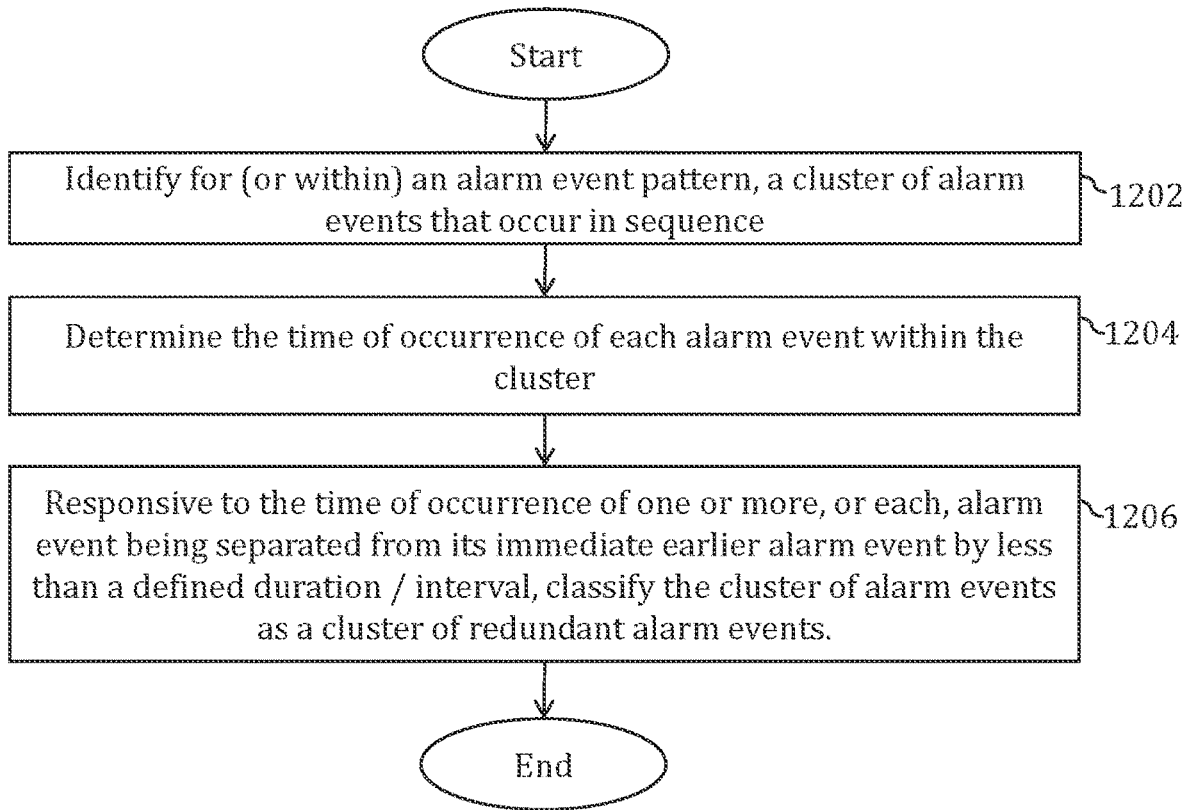 Start
Identify for (or within) an alarm event pattern, a cluster of alarm
events that occur in sequence
1202
Determine the time of occurrence of each alarm event within the
cluster
1204
Responsive to the time of occurrence of one or more, or each, alarm
event being separated from its immediate earlier alarm event by less
than a defined duration / interval, classify the cluster of alarm events
as a cluster of redundant alarm events.
1206
End